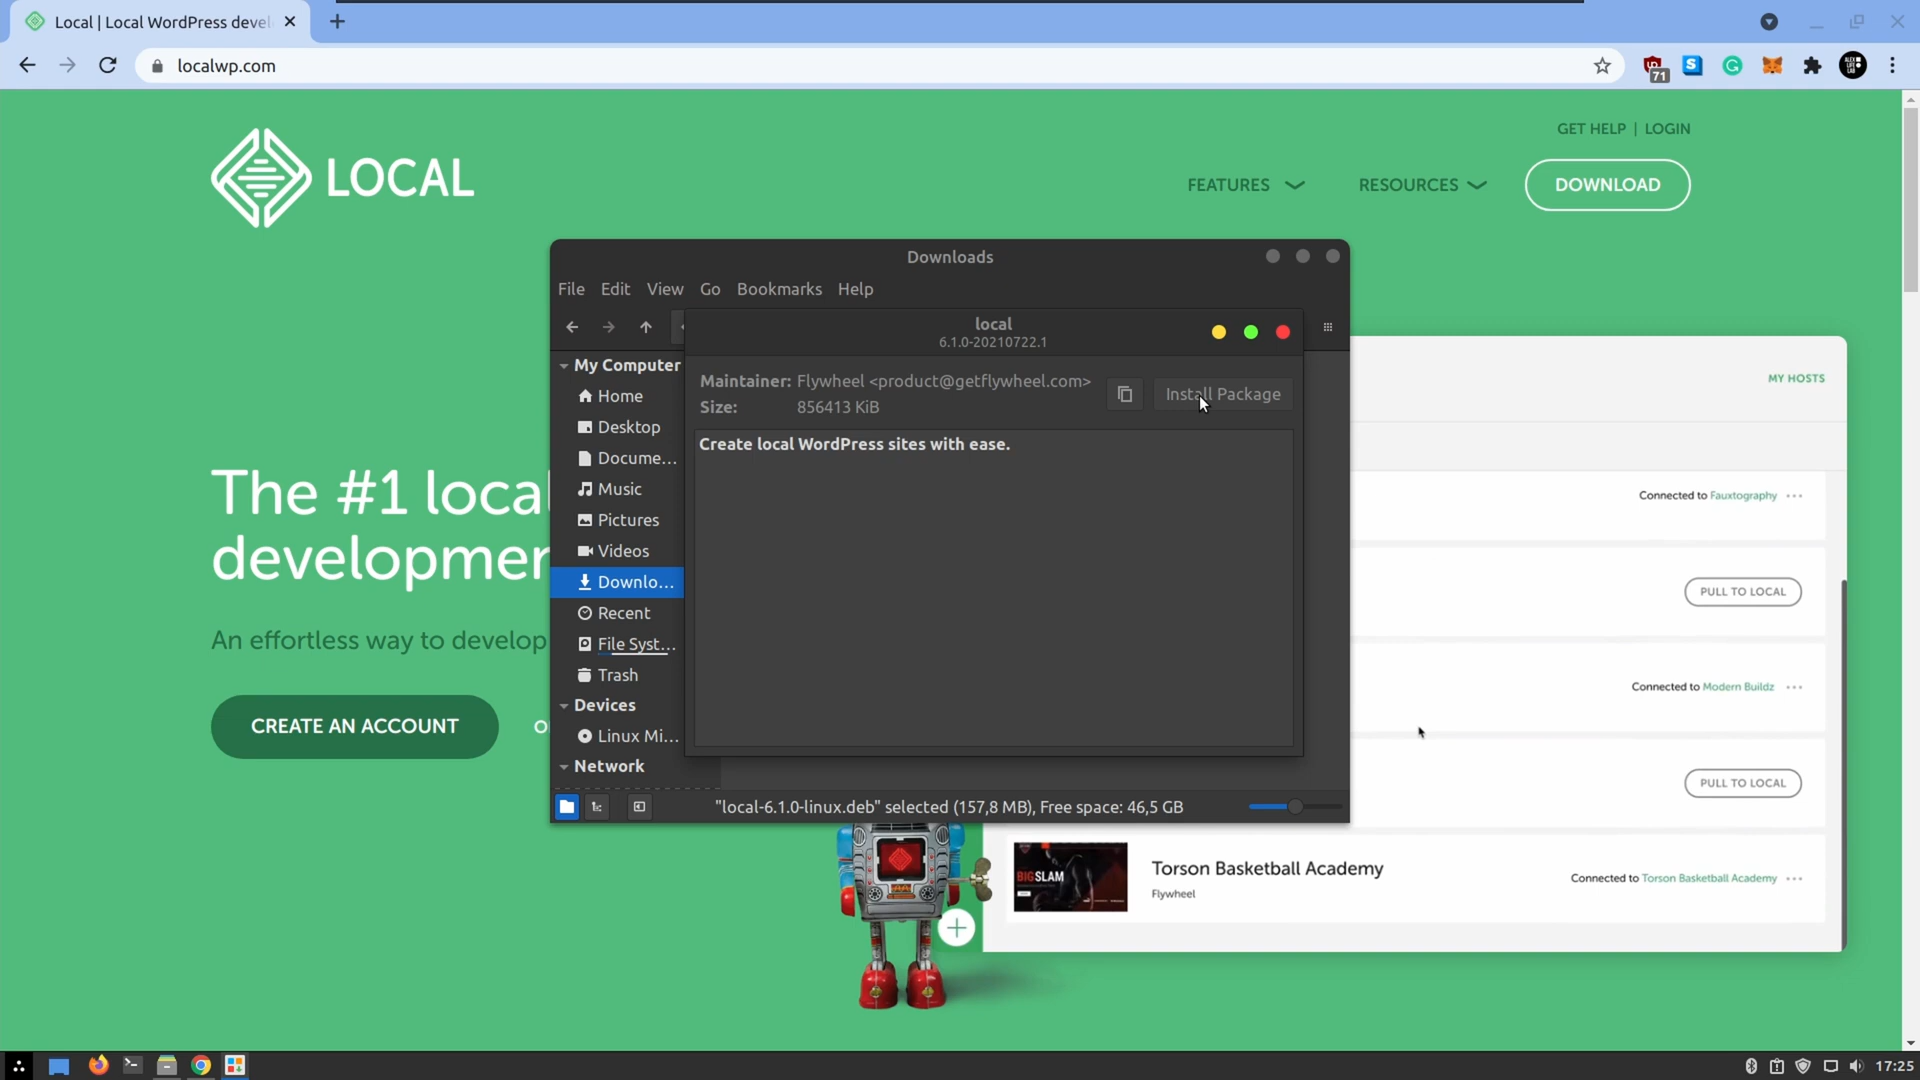 Local | Local WordPress devel
localwp.com
71
GET HELP | LOGIN
LOCAL
FEATURES
RESOURCES
DOWNLOAD
Downloads
File Edit View Go Bookmarks Help
local
6.1.0-20210722.1
My Computer
Maintainer: Flywheel <product@getflywheel.com>
Size: 856413 KiB
Install Package
Create local WordPress sites with ease.
Home
Desktop
Docume...
Music
Pictures
Videos
Downlo...
Recent
File Syst...
Trash
Devices
Linux Mi...
Network
"local-6.1.0-linux.deb" selected (157,8 MB), Free space: 46,5 GB
The #1 local
developmen
An effortless way to develop
CREATE AN ACCOUNT
MY HOSTS
Connected to Fauxtography
PULL TO LOCAL
Connected to Modern Buildz
PULL TO LOCAL
BIGSLAM
Torson Basketball Academy
Flywheel
Connected to Torson Basketball Academy
17:25